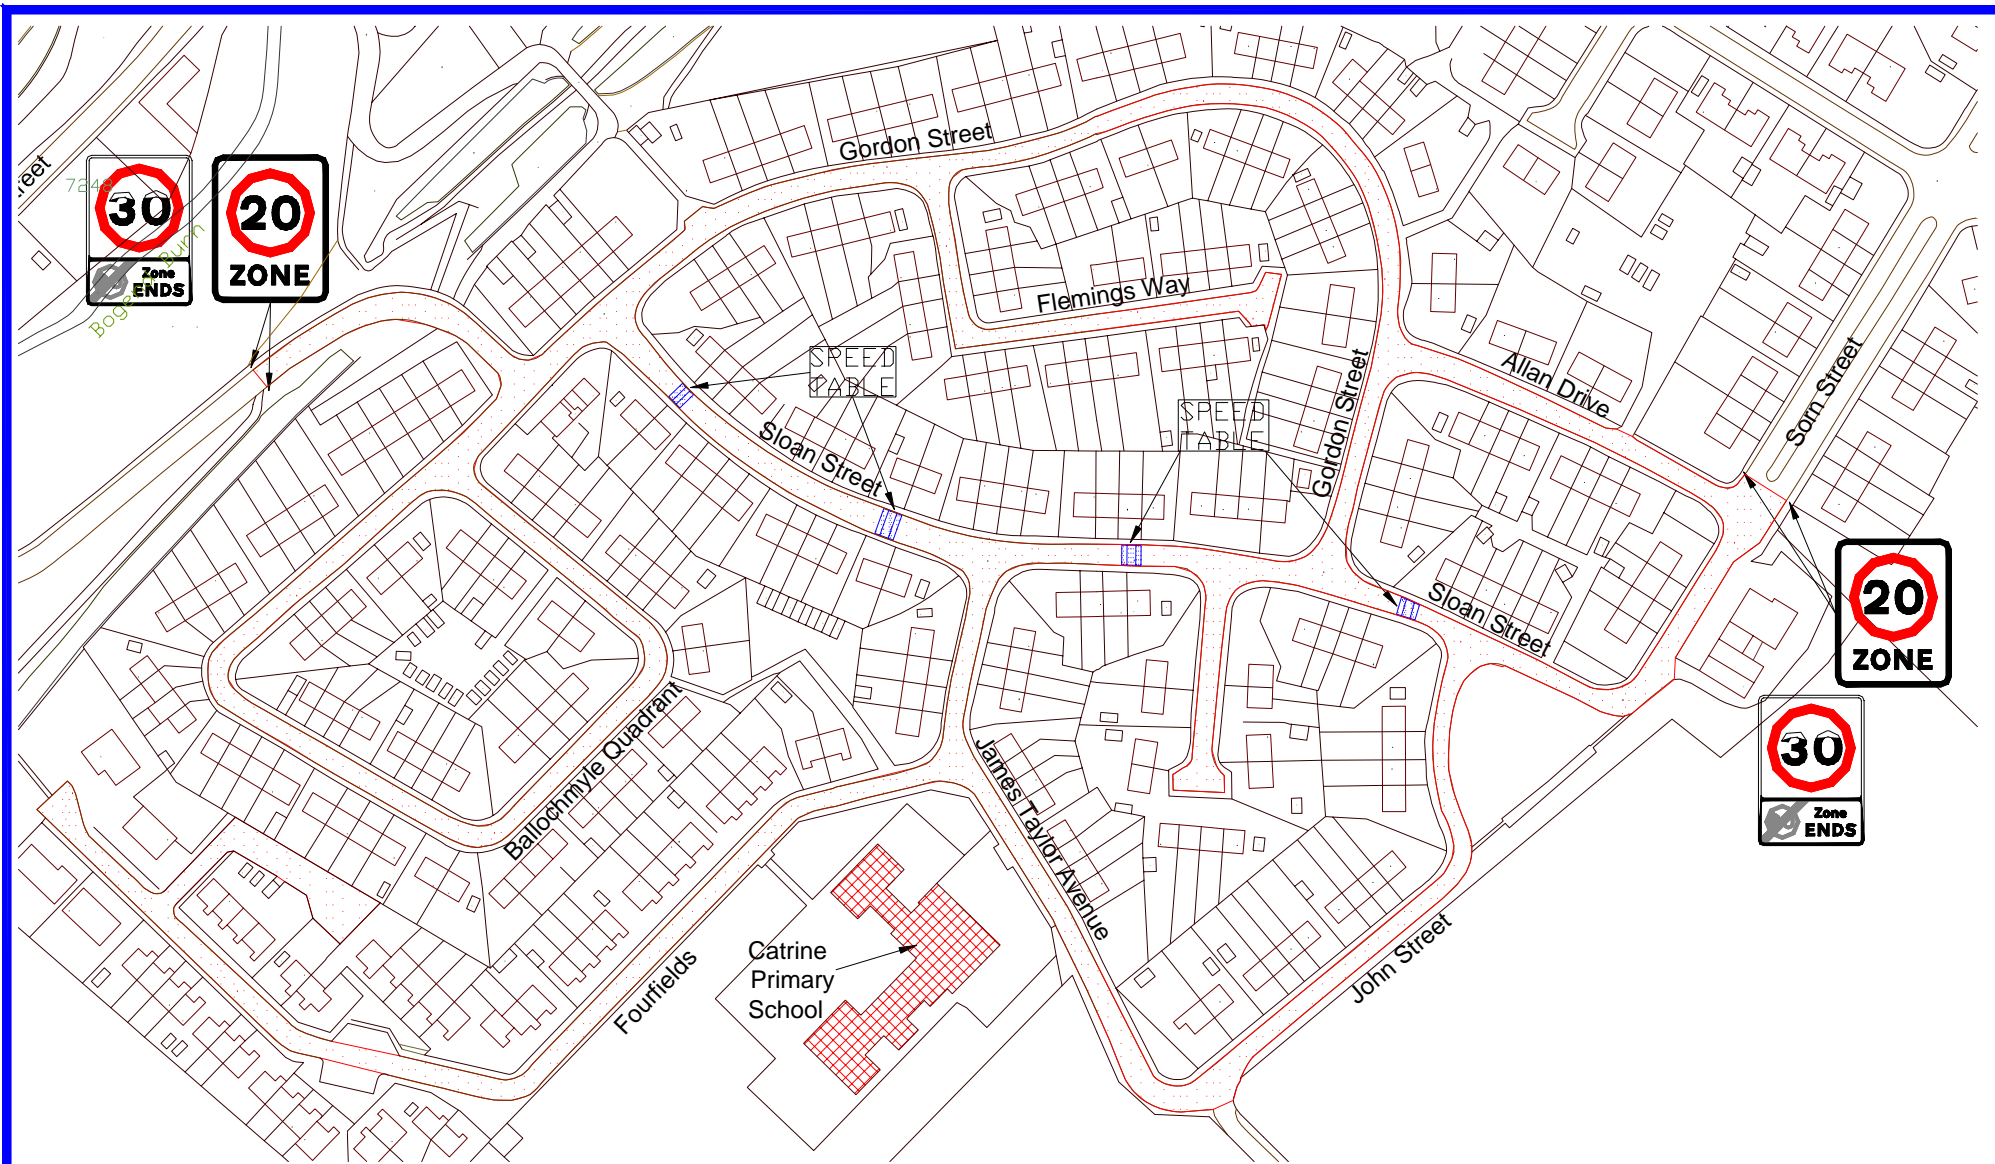 reet
7248
30
Zone
ENDS
20
ZONE
Gordon Street
Flemings Way
SPEED
TABLE
SPEED
TABLE
Sloan Street
Gordon Street
Allan Drive
Sorn Street
Sloan Street
20
ZONE
30
Zone
ENDS
Ballochmyle Quadrant
James Taylor Avenue
Fourfields
Catrine
Primary
School
John Street